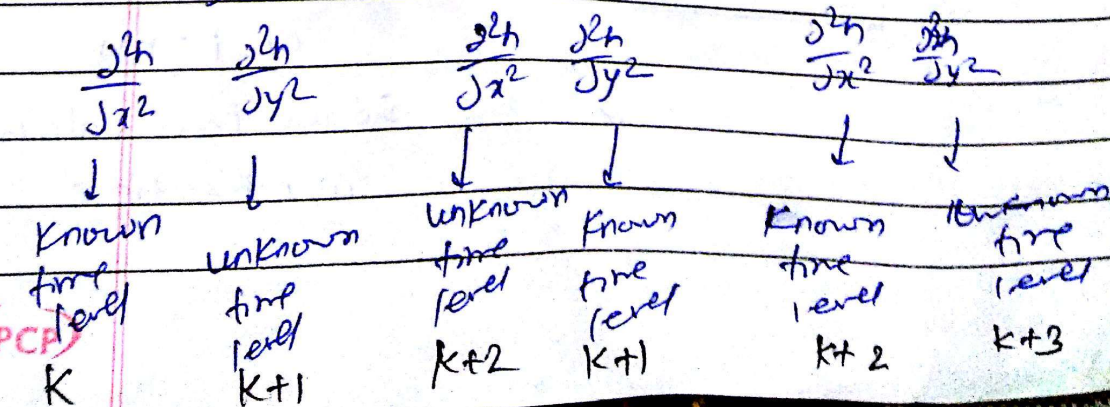 ∂²h/∂x² ∂²h/∂y² ∂²h/∂x² ∂²h/∂y² ∂²h/∂x² ∂²h/∂y²
↓ ↓ ↓ ↓ ↓ ↓
Known unknown unknown Known Known unknown
time time time time time time
level level level level level level
PCP
K K+1 K+2 K+1 K+2 K+3